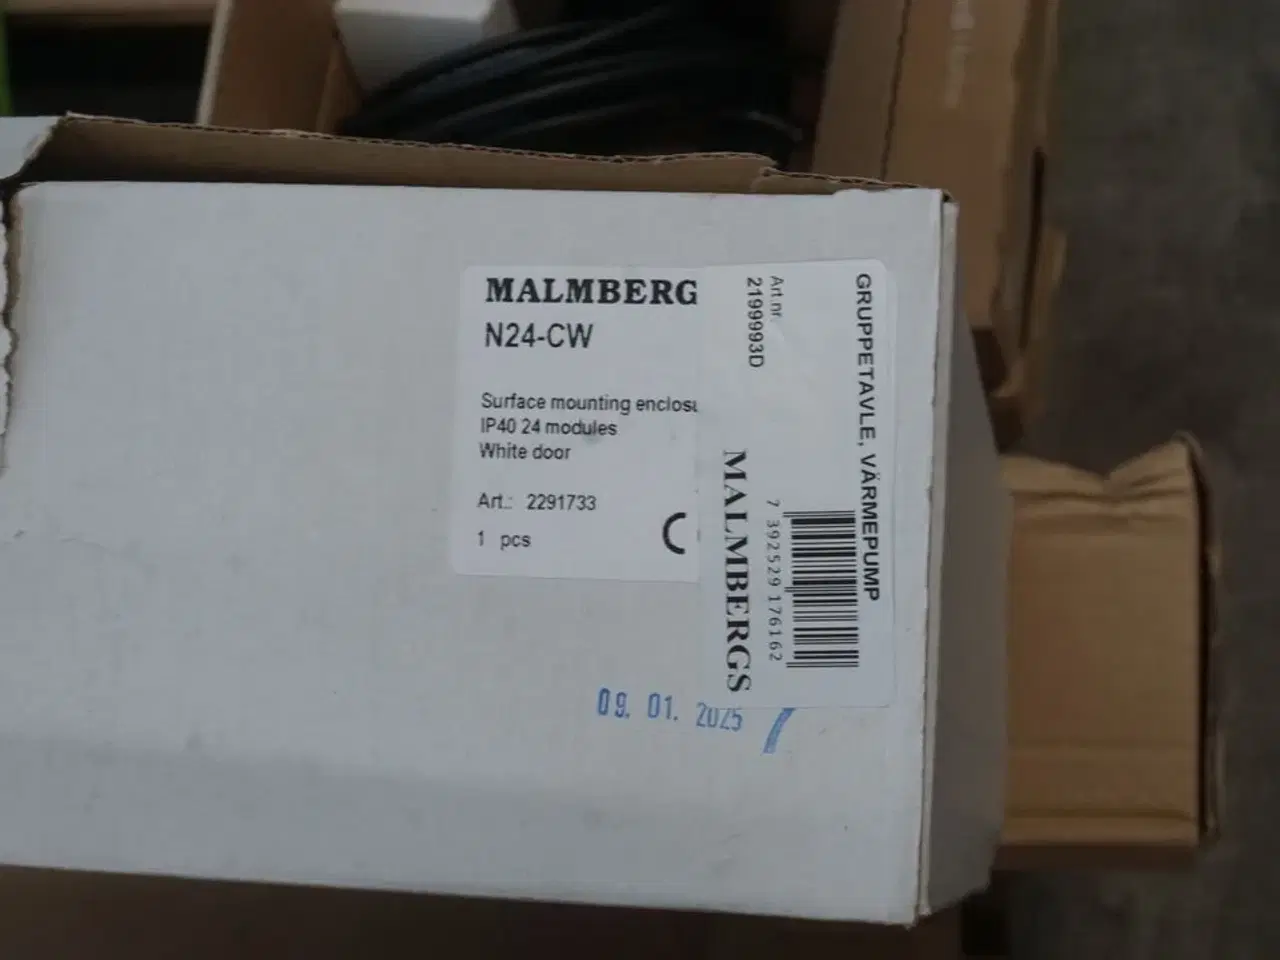 MALMBERG
N24-CW
Surface mounting enclosu
IP40 24 modules
White door
Art.: 2291733
1 pcs
GRUPPETAVLE, VÄRMEPUMP
Art.nr
2199993D
7 392529 176162
MALMBERGS
09. 01. 2025